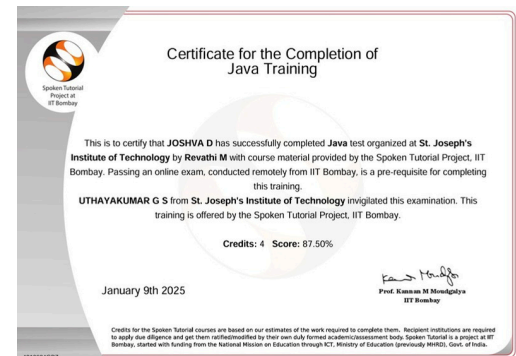 Spoken Tutorial
Project at
IIT Bombay
Certificate for the Completion of
Java Training
This is to certify that JOSHVA D has successfully completed Java test organized at St. Joseph's
Institute of Technology by Revathi M with course material provided by the Spoken Tutorial Project, IIT
Bombay. Passing an online exam, conducted remotely from IIT Bombay, is a pre-requisite for completing
this training.
UTHAYAKUMAR G S from St. Joseph's Institute of Technology invigilated this examination. This
training is offered by the Spoken Tutorial Project, IIT Bombay.
Credits: 4 Score: 87.50%
January 9th 2025
Prof. Kannan M Moudgalya
IIT Bombay
Credits for the Spoken Tutorial courses are based on our estimates of the work required to complete them. Recipient institutions are required
to apply due diligence and get them ratified/modified by their own duly formed academic/assessment body. Spoken Tutorial is a project at IIT
Bombay, started with funding from the National Mission on Education through ICT, Ministry of Education (previously MHRD), Govt. of India.